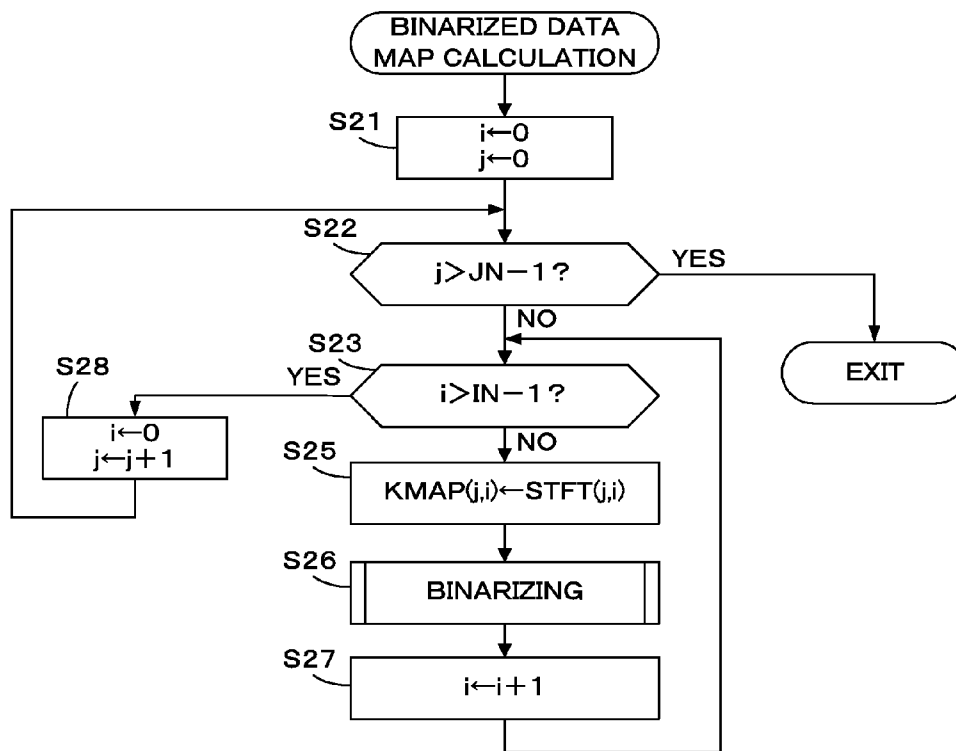 BINARIZED DATA
MAP CALCULATION
S21
i←0
j←0
S22
j>JN−1?
YES
NO
S23
i>IN−1?
YES
NO
EXIT
S28
i←0
j←j+1
S25
KMAP(j,i)←STFT(j,i)
S26
BINARIZING
S27
i←i+1